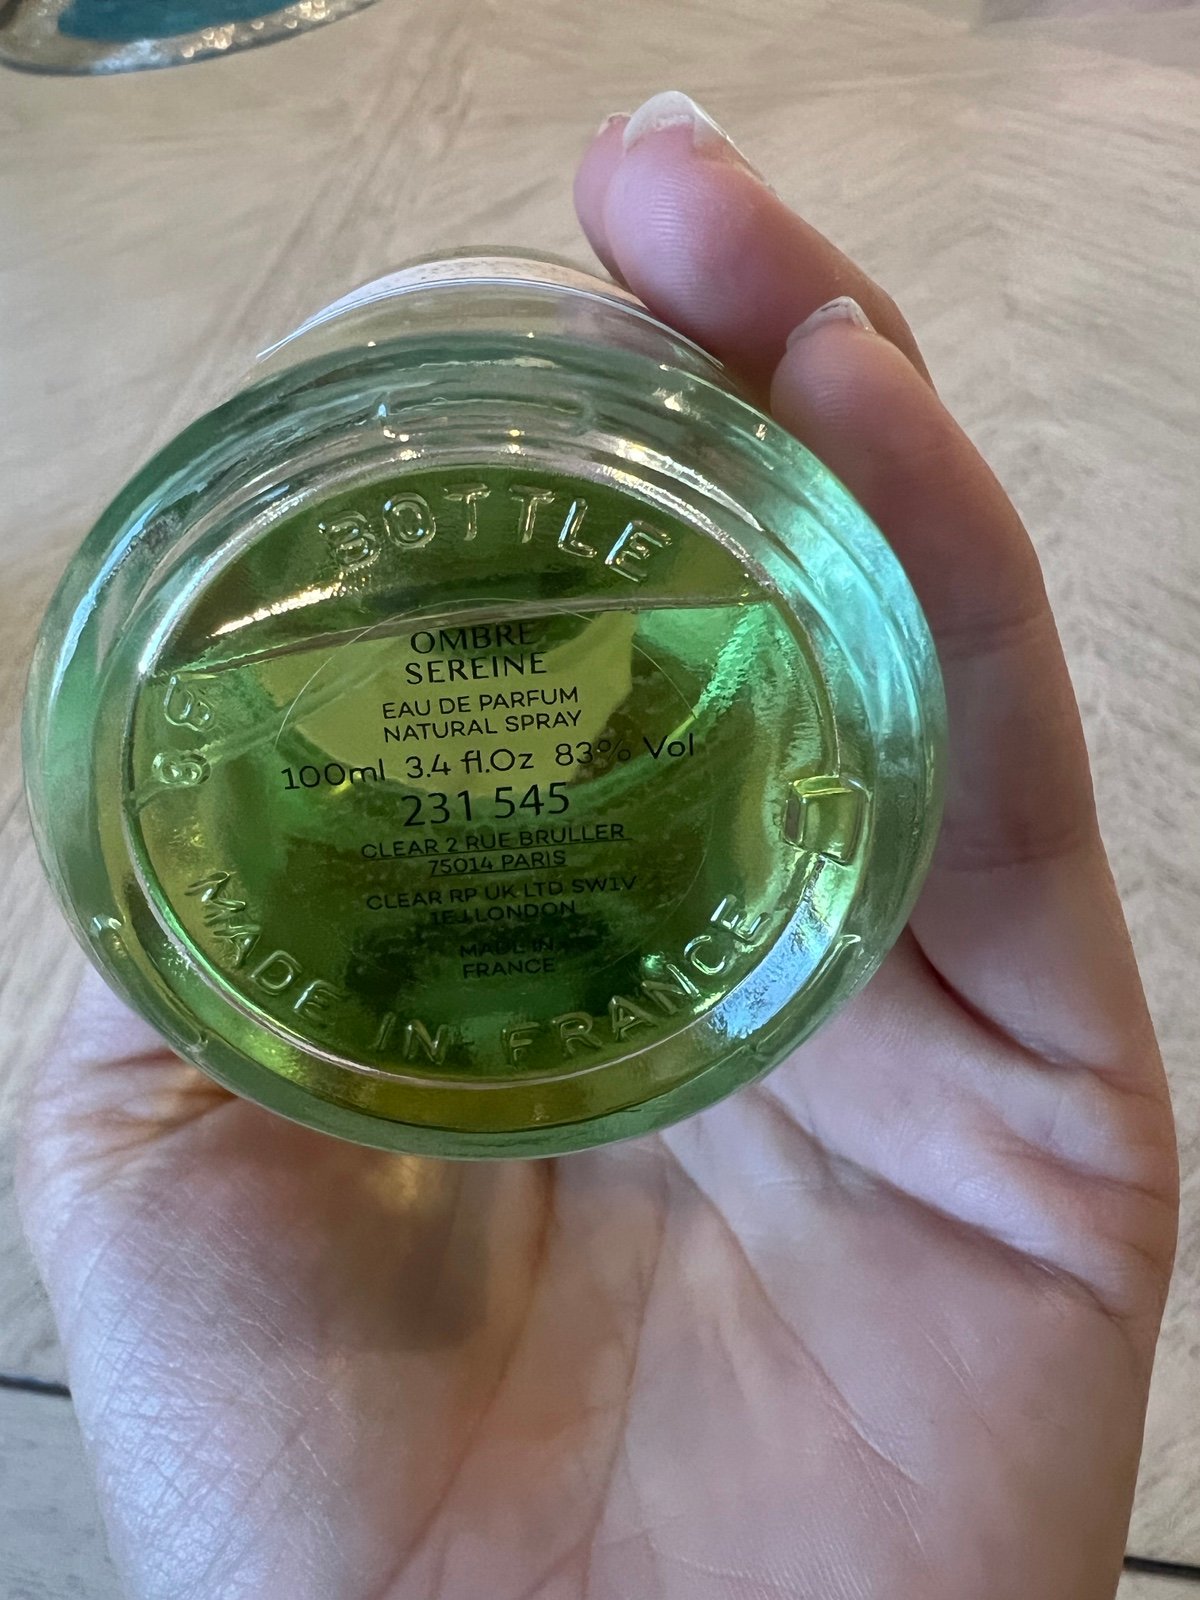 BOTTLE
OMBRE
SEREINE
EAU DE PARFUM
NATURAL SPRAY
100ml 3.4 fl.Oz 83% Vol
231 545
CLEAR 2 RUE BRULLER
75014 PARIS
CLEAR RP UK LTD SW1V
1EJ LONDON
MADE IN
FRANCE
MADE IN FRANCE